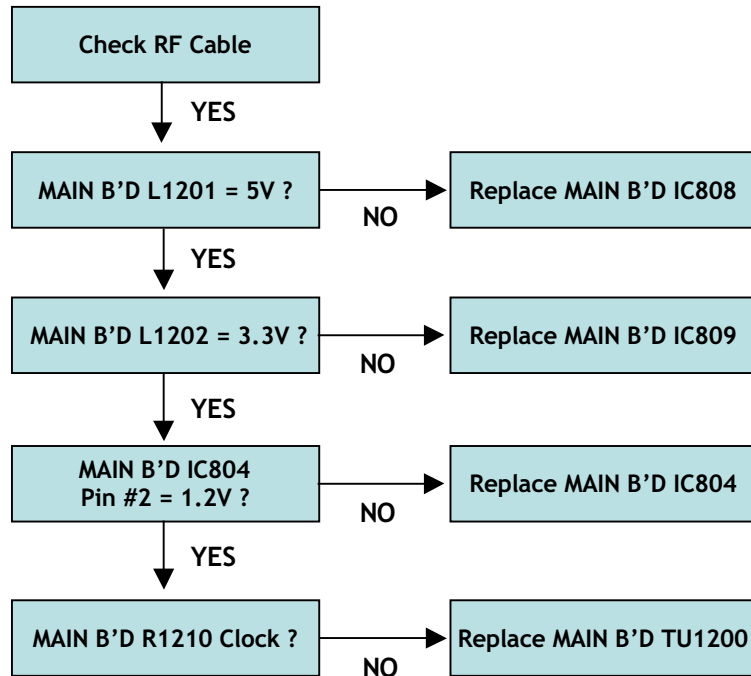 Check RF Cable
YES
MAIN B’D L1201 = 5V ?
NO
Replace MAIN B’D IC808
YES
MAIN B’D L1202 = 3.3V ?
NO
Replace MAIN B’D IC809
YES
MAIN B’D IC804
Pin #2 = 1.2V ?
NO
Replace MAIN B’D IC804
YES
MAIN B’D R1210 Clock ?
NO
Replace MAIN B’D TU1200